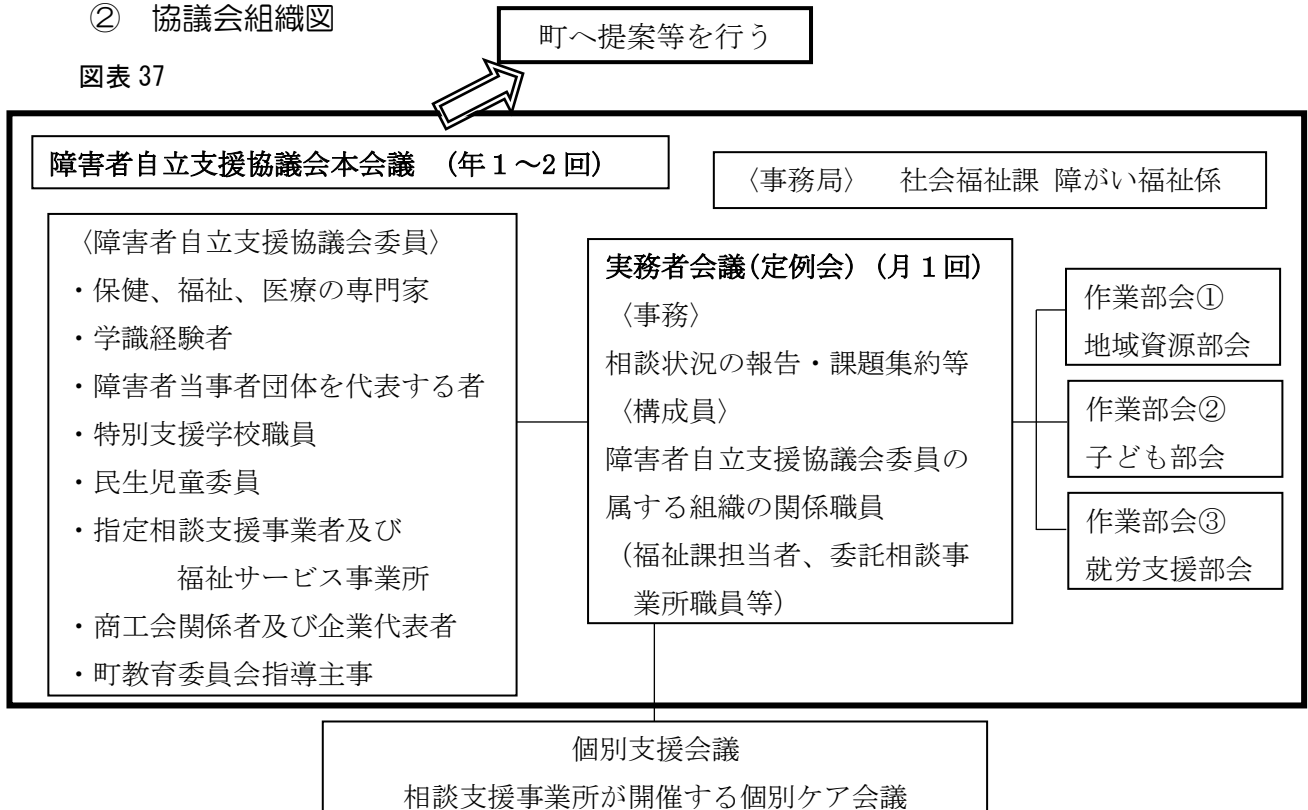 ② 協議会組織図
町へ提案等を行う
図表 37
障害者自立支援協議会本会議 (年1～2回)
〈事務局〉 社会福祉課 障がい福祉係
〈障害者自立支援協議会委員〉
・保健、福祉、医療の専門家
・学識経験者
・障害者当事者団体を代表する者
・特別支援学校職員
・民生児童委員
・指定相談支援事業者及び
福祉サービス事業所
・商工会関係者及び企業代表者
・町教育委員会指導主事
実務者会議(定例会) (月1回)
〈事務〉
相談状況の報告・課題集約等
〈構成員〉
障害者自立支援協議会委員の
属する組織の関係職員
(福祉課担当者、委託相談事
業所職員等)
作業部会①
地域資源部会
作業部会②
子ども部会
作業部会③
就労支援部会
個別支援会議
相談支援事業所が開催する個別ケア会議